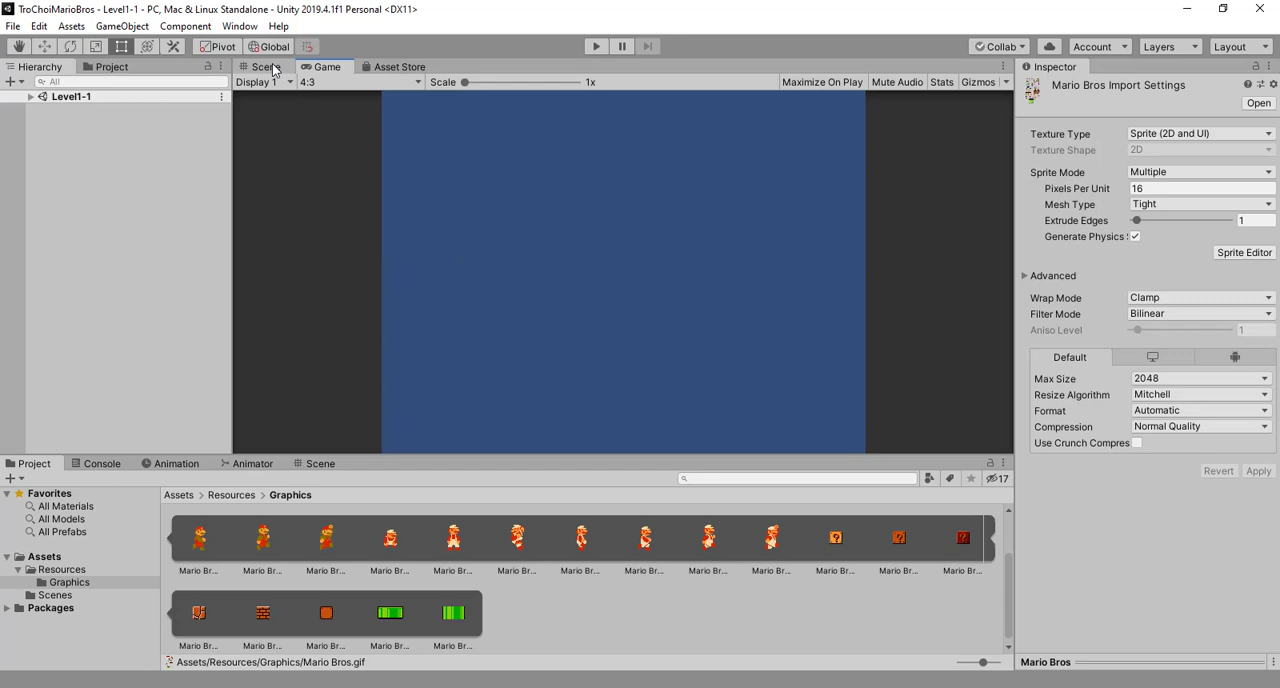 TroChoiMarioBros - Level1-1 - PC, Mac & Linux Standalone - Unity 2019.4.1f1 Personal <DX11>
File Edit Assets GameObject Component Window Help
Pivot Global Collab Account Layers Layout
Hierarchy Project Scene Game Asset Store Inspector
All Display 1 4:3 Scale 1x Maximize On Play Mute Audio Stats Gizmos
Level1-1
Mario Bros Import Settings
Open
Texture Type Sprite (2D and UI)
Texture Shape 2D
Sprite Mode Multiple
Pixels Per Unit 16
Mesh Type Tight
Extrude Edges 1
Generate Physics
Sprite Editor
Advanced
Wrap Mode Clamp
Filter Mode Bilinear
Aniso Level 1
Default
Max Size 2048
Resize Algorithm Mitchell
Format Automatic
Compression Normal Quality
Use Crunch Compres
Revert Apply
Project Console Animation Animator Scene
17
Favorites
All Materials
All Models
All Prefabs
Assets
Resources
Graphics
Scenes
Packages
Assets > Resources > Graphics
Mario Br... Mario Br... Mario Br... Mario Br... Mario Br... Mario Br... Mario Br... Mario Br... Mario Br... Mario Br... Mario Br... Mario Br... Mario Br...
Mario Br... Mario Br... Mario Br... Mario Br... Mario Br...
Assets/Resources/Graphics/Mario Bros.gif
Mario Bros